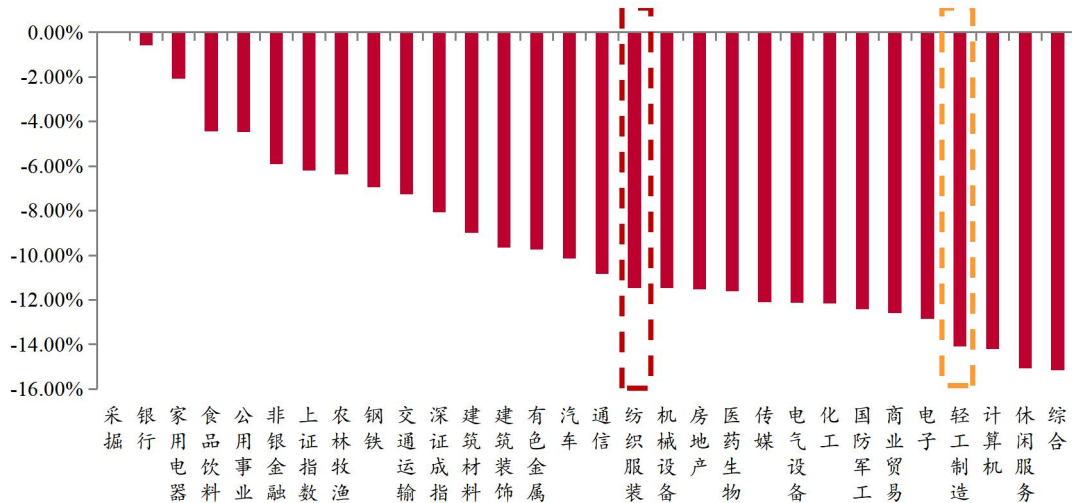 0.00%
-2.00%
-4.00%
-6.00%
-8.00%
-10.00%
-12.00%
-14.00%
-16.00%
采掘
银行
家用电器
食品饮料
公用事业
非银金融
上证指数
农林牧渔
钢铁
交通运输
深证成指
建筑材料
建筑装饰
有色金属
汽车
通信
纺织服装
机械设备
房地产
医药生物
传媒
电气设备
化工
国防军工
商业贸易
电子
轻工制造
计算机
休闲服务
综合